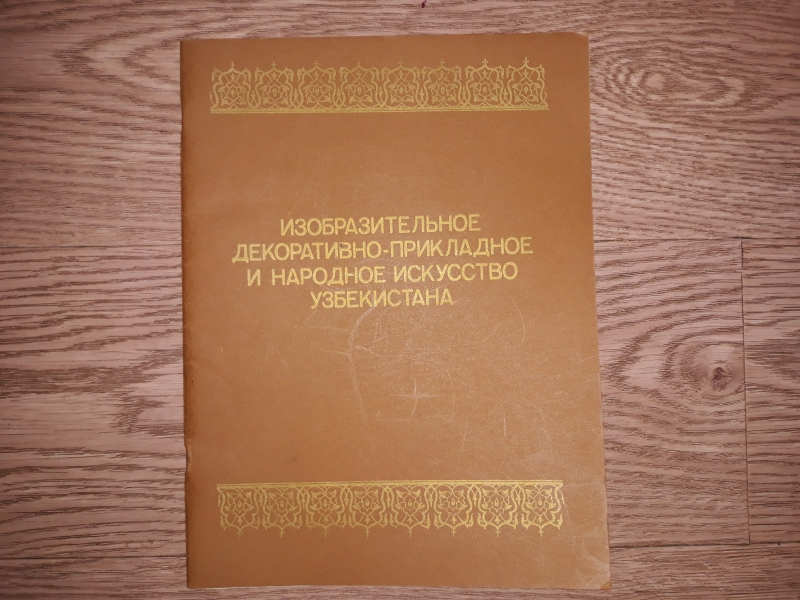 ИЗОБРАЗИТЕЛЬНОЕ
ДЕКОРАТИВНО-ПРИКЛАДНОЕ
И НАРОДНОЕ ИСКУССТВО
УЗБЕКИСТАНА